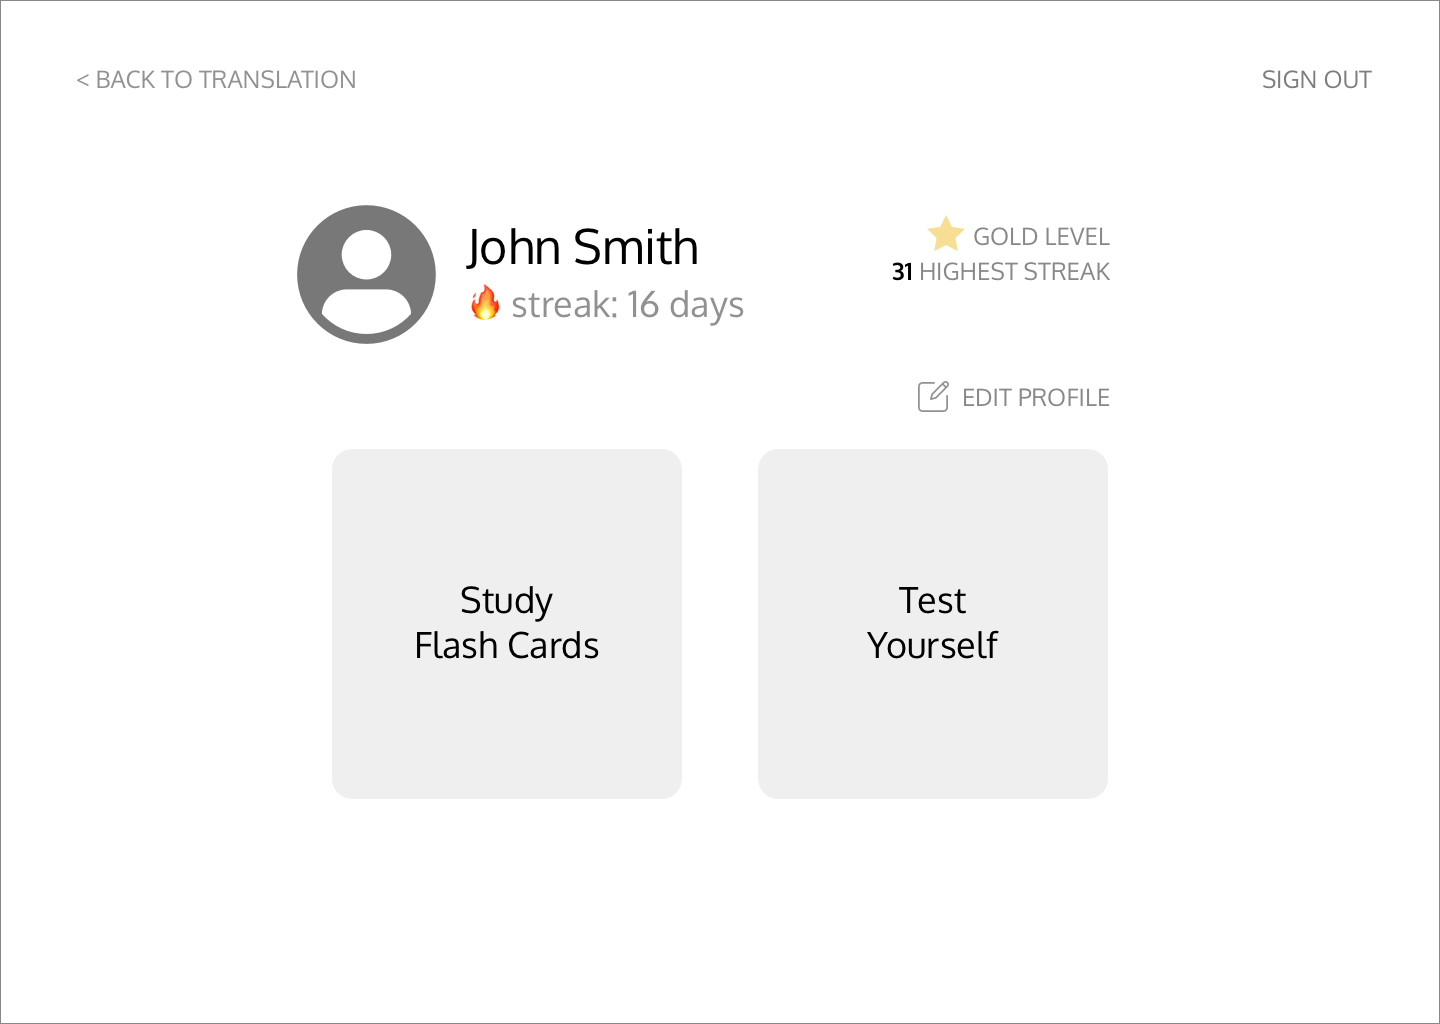 < BACK TO TRANSLATION
SIGN OUT
John Smith
streak: 16 days
GOLD LEVEL
31 HIGHEST STREAK
EDIT PROFILE
Study
Flash Cards
Test
Yourself